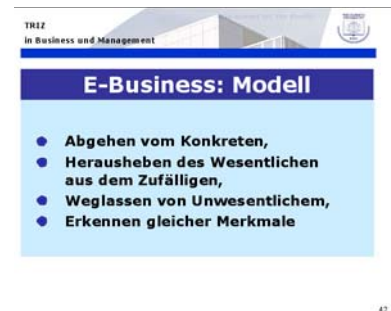 TRIZ
in Business und Management
E-Business: Modell
Abgehen vom Konkreten,
Herausheben des Wesentlichen
aus dem Zufälligen,
Weglassen von Unwesentlichem,
Erkennen gleicher Merkmale
47